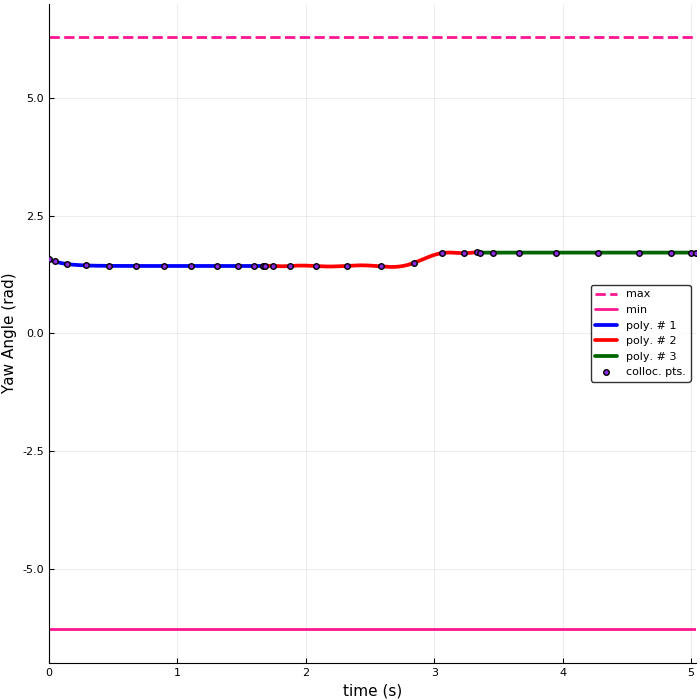 5.0
2.5
0.0
-2.5
-5.0
Yaw Angle (rad)
max
min
poly. # 1
poly. # 2
poly. # 3
colloc. pts.
0 1 2 3 4 5
time (s)